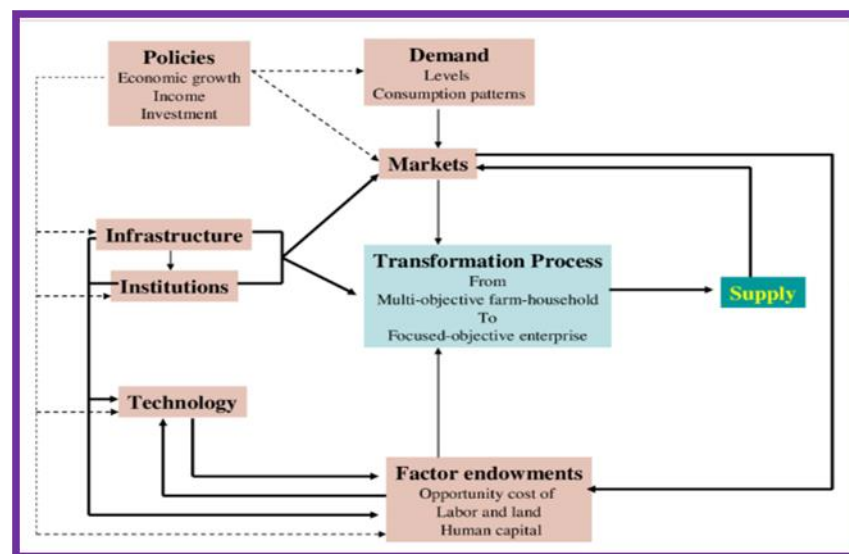 Policies
Economic growth
Income
Investment
Demand
Levels
Consumption patterns
Markets
Infrastructure
Institutions
Transformation Process
From
Multi-objective farm-household
To
Focused-objective enterprise
Supply
Technology
Factor endowments
Opportunity cost of
Labor and land
Human capital